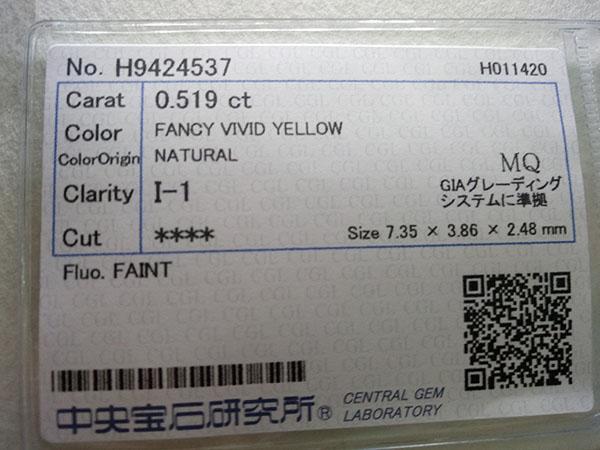 No. H9424537
H011420
Carat 0.519 ct
Color FANCY VIVID YELLOW
ColorOrigin NATURAL
MQ
Clarity I-1
GIAグレーディング
システムに準拠
Cut ****
Size 7.35 × 3.86 × 2.48 mm
Fluo. FAINT
中央宝石研究所® CENTRAL GEM
LABORATORY